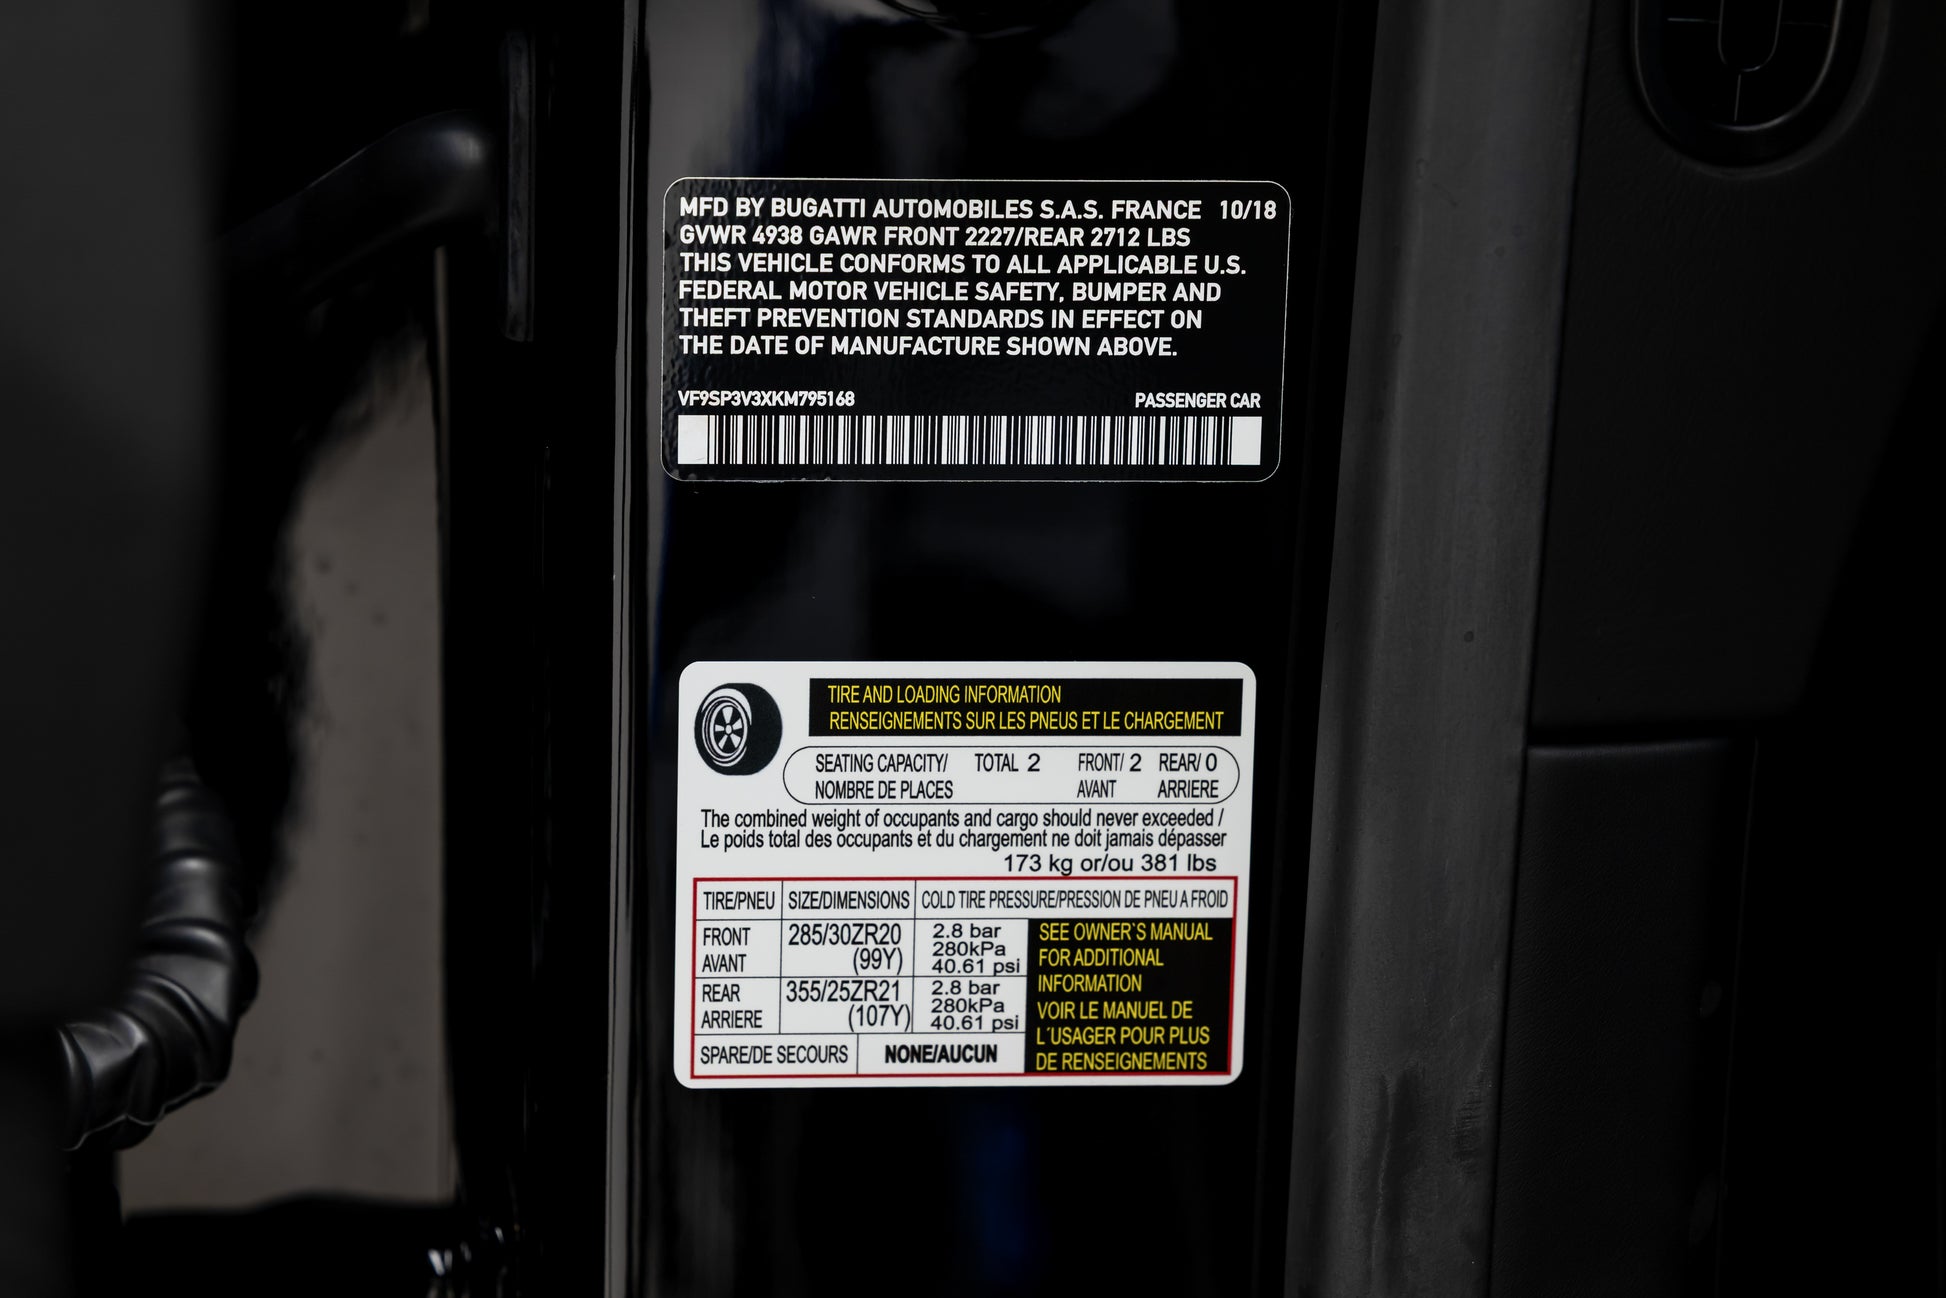 MFD BY BUGATTI AUTOMOBILES S.A.S. FRANCE 10/18
GVWR 4938 GAWR FRONT 2227/REAR 2712 LBS
THIS VEHICLE CONFORMS TO ALL APPLICABLE U.S.
FEDERAL MOTOR VEHICLE SAFETY, BUMPER AND
THEFT PREVENTION STANDARDS IN EFFECT ON
THE DATE OF MANUFACTURE SHOWN ABOVE.
VF9SP3V3XKM795168 PASSENGER CAR
TIRE AND LOADING INFORMATION
RENSEIGNEMENTS SUR LES PNEUS ET LE CHARGEMENT
SEATING CAPACITY/ TOTAL 2 FRONT/ 2 REAR/ 0
NOMBRE DE PLACES AVANT ARRIERE
The combined weight of occupants and cargo should never exceeded /
Le poids total des occupants et du chargement ne doit jamais dépasser
173 kg or/ou 381 lbs
TIRE/PNEU SIZE/DIMENSIONS COLD TIRE PRESSURE/PRESSION DE PNEU A FROID
FRONT
AVANT
285/30ZR20
(99Y)
2.8 bar
280kPa
40.61 psi
REAR
ARRIERE
355/25ZR21
(107Y)
2.8 bar
280kPa
40.61 psi
SPARE/DE SECOURS NONE/AUCUN
SEE OWNER`S MANUAL
FOR ADDITIONAL
INFORMATION
VOIR LE MANUEL DE
L´USAGER POUR PLUS
DE RENSEIGNEMENTS